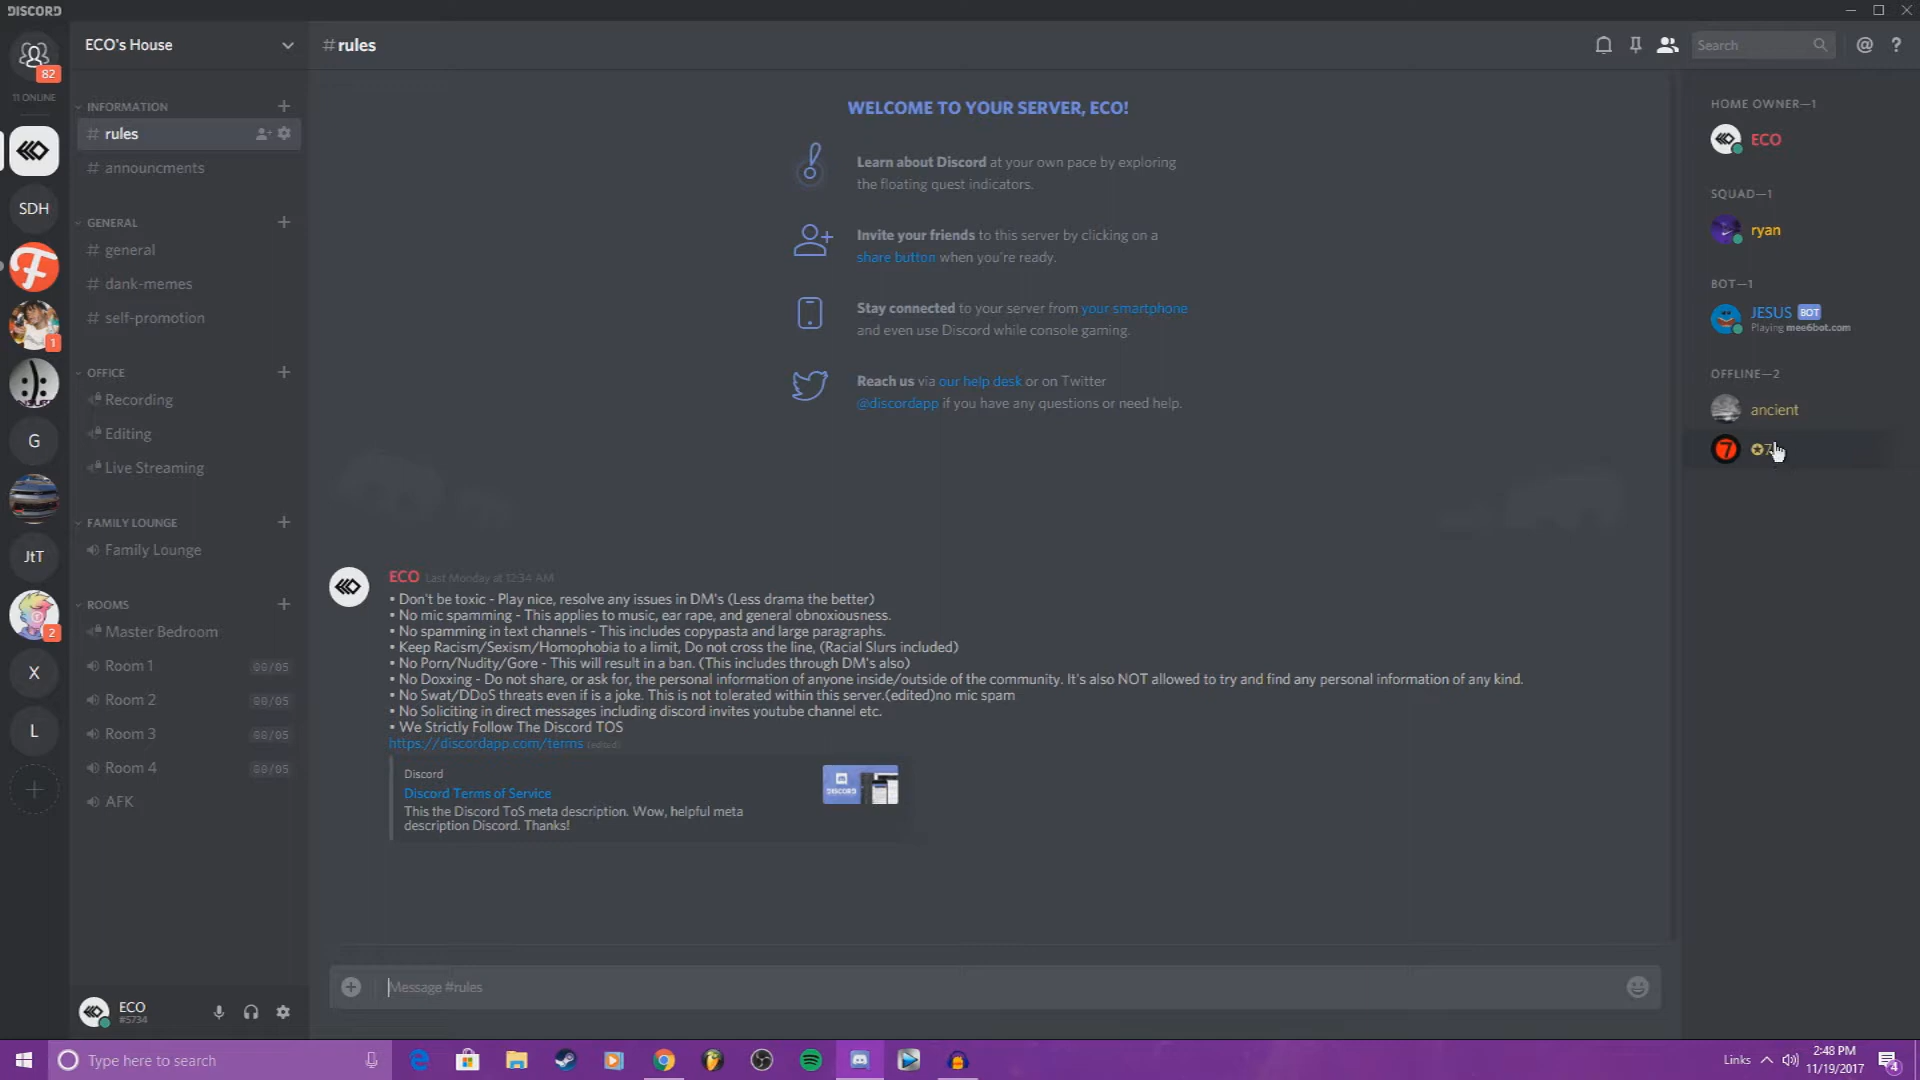 DISCORD
82
11 ONLINE
SDH
1
G
JtT
2
X
L
ECO's House
INFORMATION
# rules
# announcments
GENERAL
# general
# dank-memes
# self-promotion
OFFICE
Recording
Editing
Live Streaming
FAMILY LOUNGE
Family Lounge
ROOMS
Master Bedroom
Room 1 00/05
Room 2 00/05
Room 3 00/05
Room 4 00/05
AFK
ECO
#5734
# rules
Search
@ ?
WELCOME TO YOUR SERVER, ECO!
Learn about Discord at your own pace by exploring
the floating quest indicators.
Invite your friends to this server by clicking on a
share button when you're ready.
Stay connected to your server from your smartphone
and even use Discord while console gaming.
Reach us via our help desk or on Twitter
@discordapp if you have any questions or need help.
ECO Last Monday at 12:34 AM
• Don't be toxic - Play nice, resolve any issues in DM's (Less drama the better)
• No mic spamming - This applies to music, ear rape, and general obnoxiousness.
• No spamming in text channels - This includes copypasta and large paragraphs.
• Keep Racism/Sexism/Homophobia to a limit, Do not cross the line, (Racial Slurs included)
• No Porn/Nudity/Gore - This will result in a ban. (This includes through DM's also)
• No Doxxing - Do not share, or ask for, the personal information of anyone inside/outside of the community. It's also NOT allowed to try and find any personal information of any kind.
• No Swat/DDoS threats even if is a joke. This is not tolerated within this server.(edited)no mic spam
• No Soliciting in direct messages including discord invites youtube channel etc.
• We Strictly Follow The Discord TOS
https://discordapp.com/terms (edited)
Discord
Discord Terms of Service
This the Discord ToS meta description. Wow, helpful meta
description Discord. Thanks!
DISCORD
Message #rules
HOME OWNER—1
ECO
SQUAD—1
ryan
BOT—1
JESUS BOT
Playing mee6bot.com
OFFLINE—2
ancient
7
Type here to search
Links
2:48 PM
11/19/2017
4